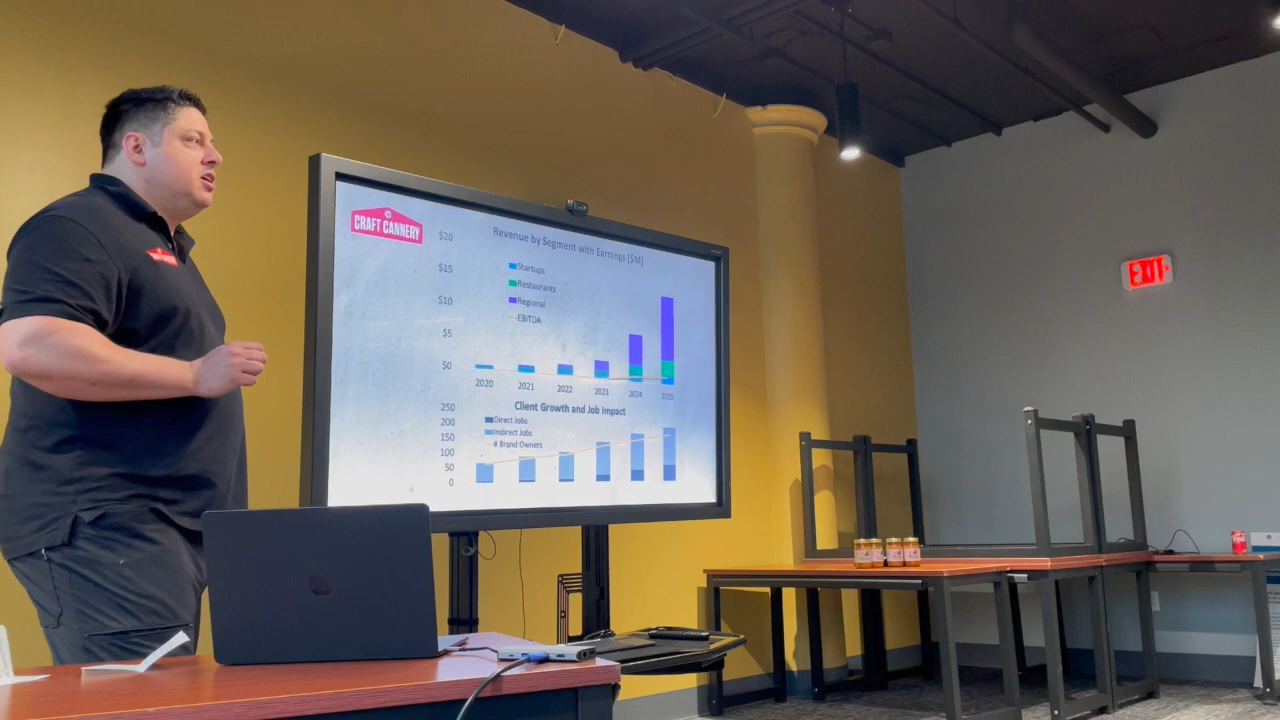 CRAFT CANNERY
CRAFT CANNERY
Revenue by Segment with Earnings [$M]
$20
$15
$10
$5
$0
Startups
Restaurants
Regional
EBITDA
2020 2021 2022 2023 2024 2025
Client Growth and Job Impact
250
200
150
100
50
0
Direct Jobs
Indirect Jobs
# Brand Owners
EXIT